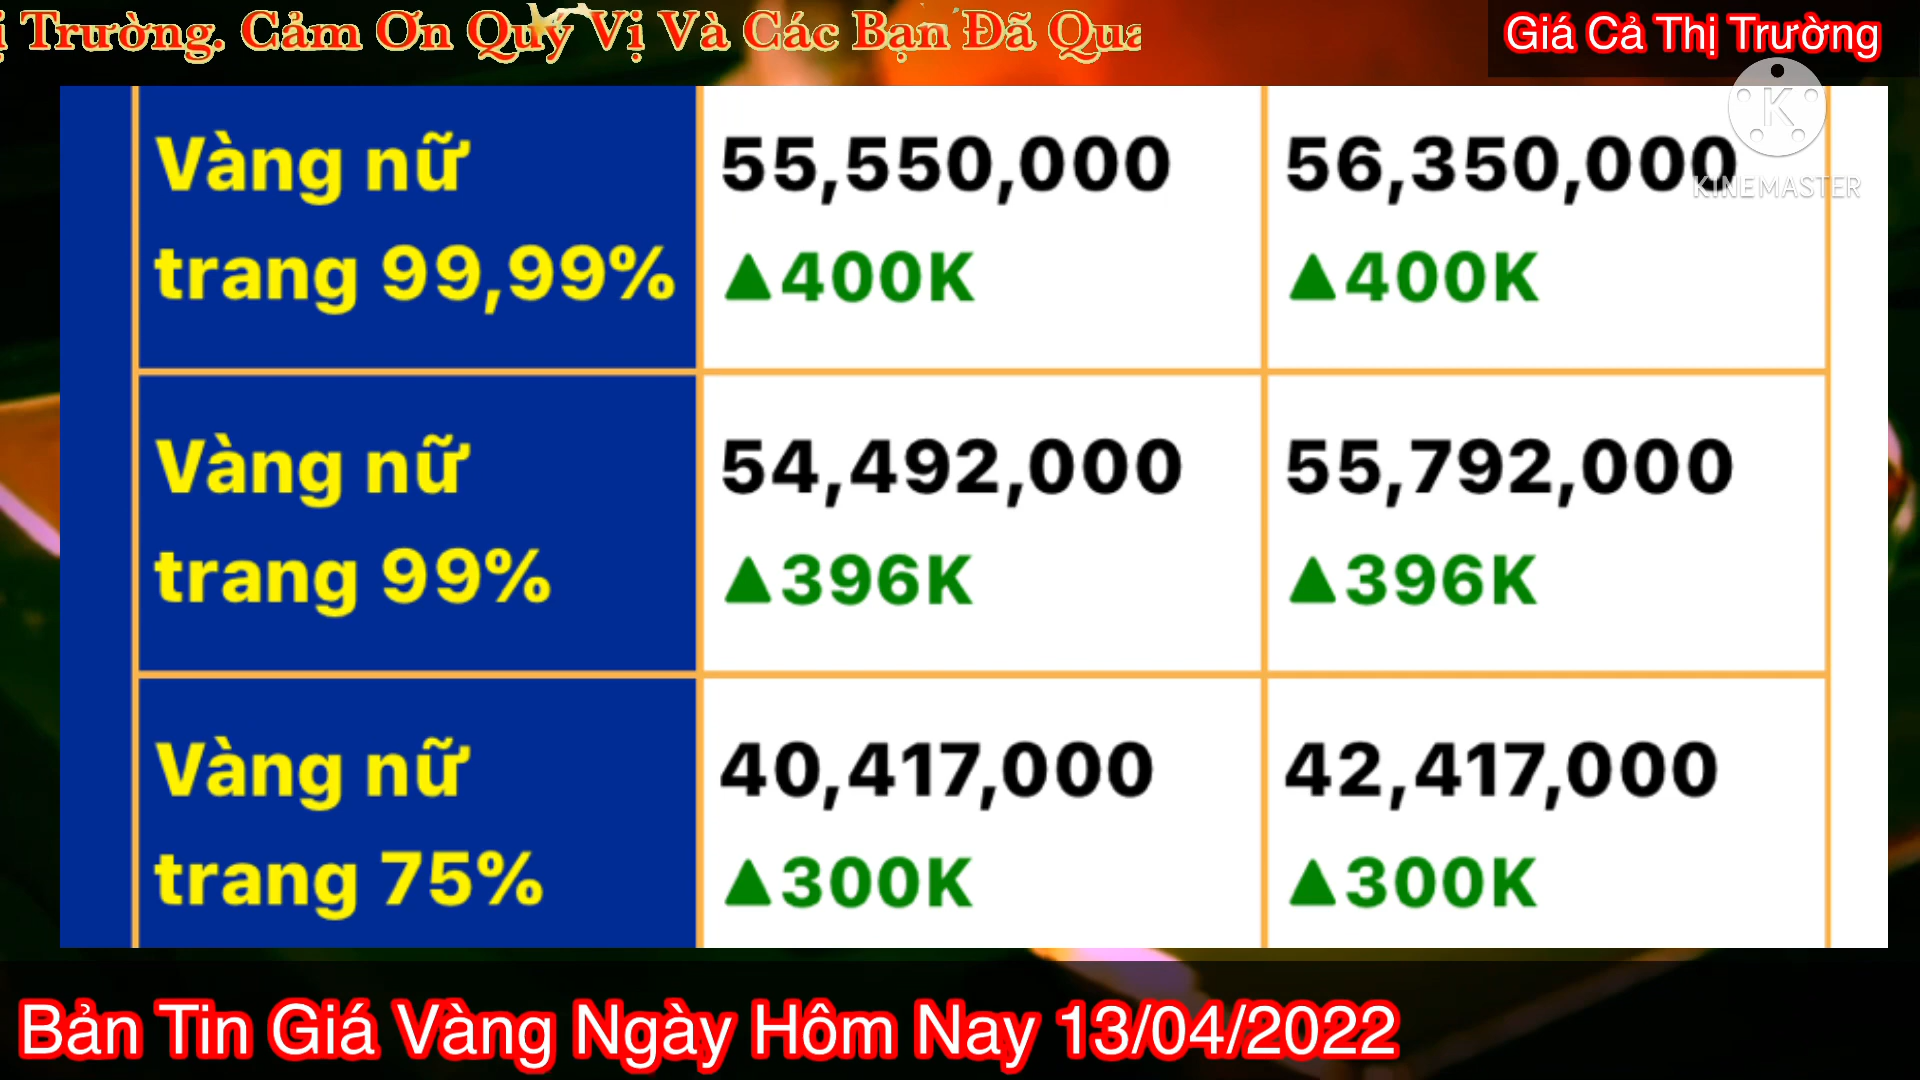 Trường. Cảm Ơn Quý Vị Và Các Bạn Đã
Giá Cả Thị Trường
KINEMASTER
Vàng nữ
trang 99,99%
55,550,000
▲400K
56,350,000
▲400K
Vàng nữ
trang 99%
54,492,000
▲396K
55,792,000
▲396K
Vàng nữ
trang 75%
40,417,000
▲300K
42,417,000
▲300K
Bản Tin Giá Vàng Ngày Hôm Nay 13/04/2022